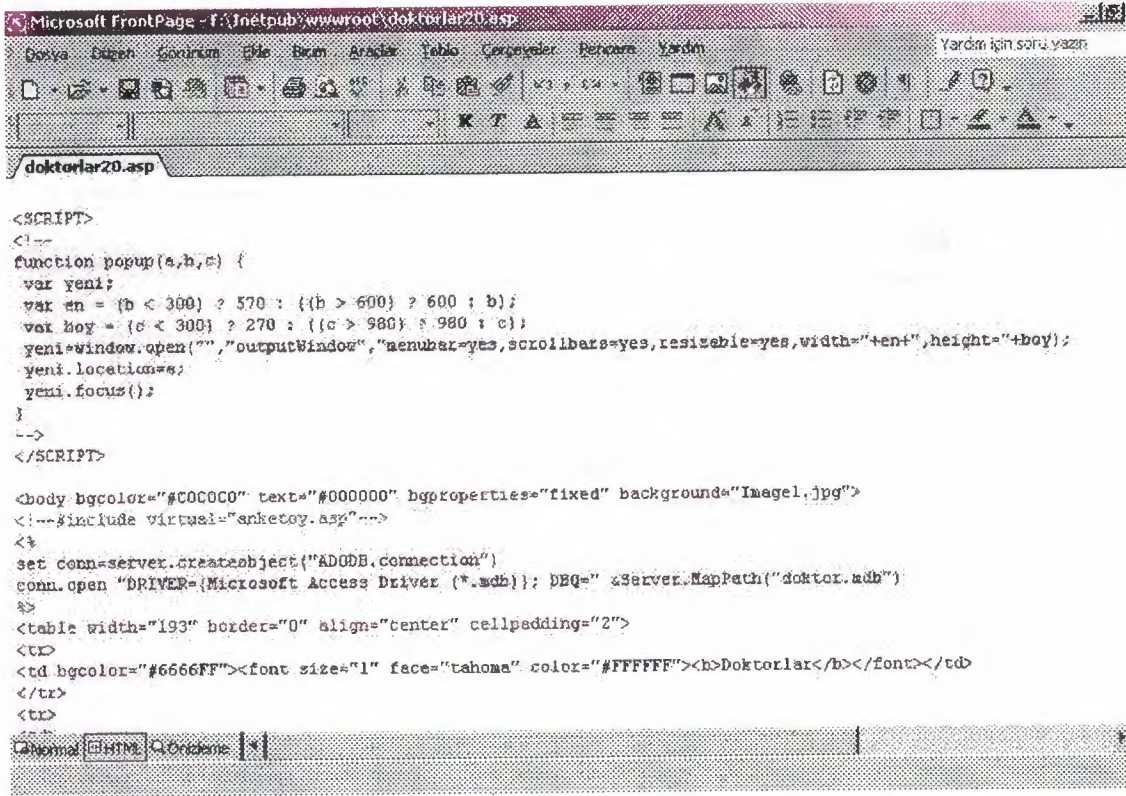 Microsoft FrontPage - f:\Inetpub\wwwroot\doktorlar20.asp
Dosya Düzen Görünüm Ekle Biçim Araçlar Tablo Çerçeveler Pencere Yardım
Yardım için soru yazın
K T A
doktorlar20.asp
<SCRIPT>
<!--
function popup(a,b,c) {
var yeni;
var en = (b < 300) ? 570 : ((b > 600) ? 600 : b);
var boy = (c < 300) ? 270 : ((c > 980) ? 980 : c);
yeni=window.open("","outputWindow","menubar=yes,scrollbars=yes,resizable=yes,width="+en+",height="+boy);
yeni.location=a;
yeni.focus();
}
-->
</SCRIPT>
<body bgcolor="#C0C0C0" text="#000000" bgproperties="fixed" background="Image1.jpg">
<!--#include virtual="anketoy.asp"-->
<%
set conn=server.createobject("ADODB.connection")
conn.open "DRIVER={Microsoft Access Driver (*.mdb)}; DBQ=" &Server.MapPath("doktor.mdb")
%>
<table width="193" border="0" align="center" cellpadding="2">
<tr>
<td bgcolor="#6666FF"><font size="1" face="tahoma" color="#FFFFFF"><b>Doktorlar</b></font></td>
</tr>
<tr>
Normal HTML Önizleme